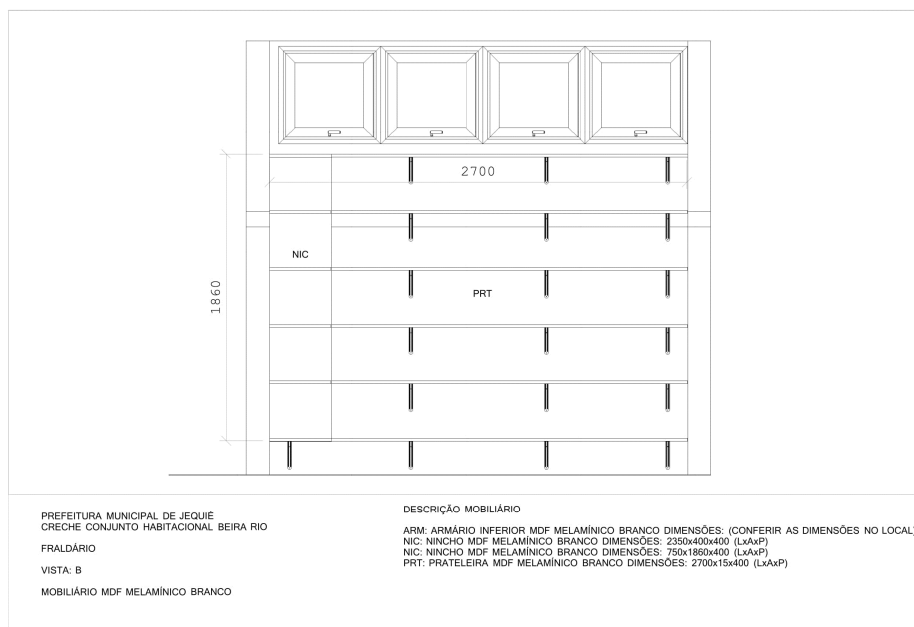 2700
NIC
PRT
1860
PREFEITURA MUNICIPAL DE JEQUIÉ
CRECHE CONJUNTO HABITACIONAL BEIRA RIO
FRALDÁRIO
VISTA: B
MOBILIÁRIO MDF MELAMÍNICO BRANCO
DESCRIÇÃO MOBILIÁRIO
ARM: ARMÁRIO INFERIOR MDF MELAMÍNICO BRANCO DIMENSÕES: (CONFERIR AS DIMENSÕES NO LOCAL)
NIC: NINCHO MDF MELAMÍNICO BRANCO DIMENSÕES: 2350x400x400 (LxAxP)
NIC: NINCHO MDF MELAMÍNICO BRANCO DIMENSÕES: 750x1860x400 (LxAxP)
PRT: PRATELEIRA MDF MELAMÍNICO BRANCO DIMENSÕES: 2700x15x400 (LxAxP)